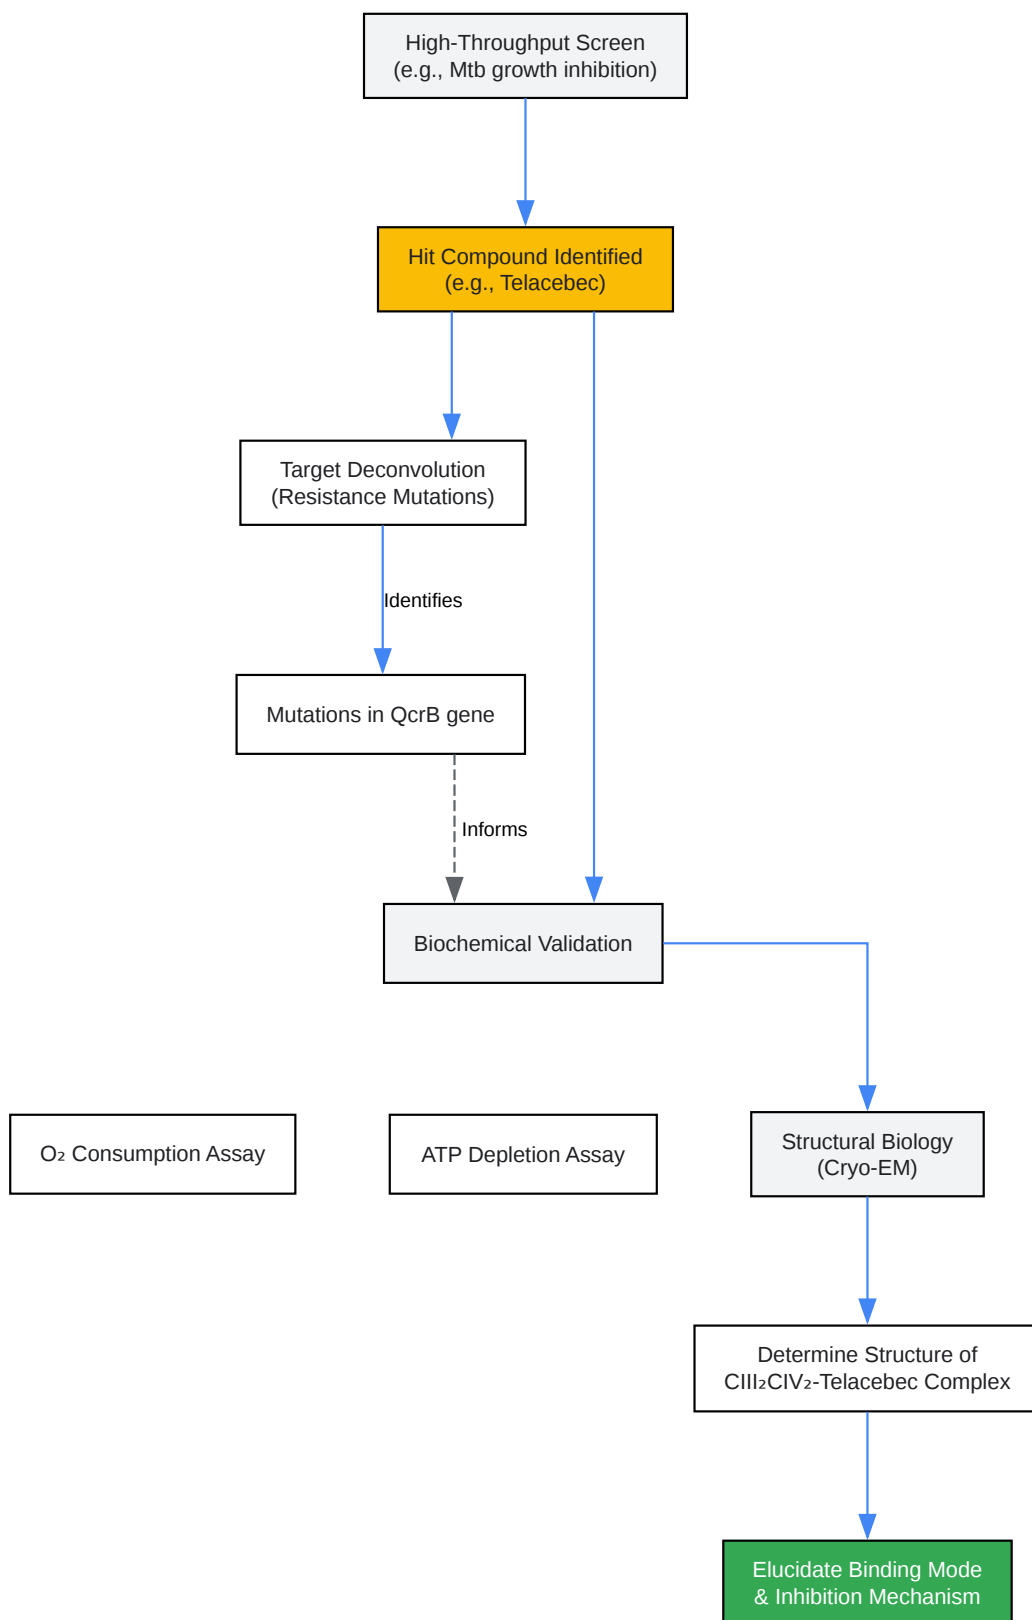 High-Throughput Screen
(e.g., Mtb growth inhibition)
Hit Compound Identified
(e.g., Telacebec)
Target Deconvolution
(Resistance Mutations)
Identifies
Mutations in QcrB gene
Informs
Biochemical Validation
O₂ Consumption Assay
ATP Depletion Assay
Structural Biology
(Cryo-EM)
Determine Structure of
CIII₂CIV₂-Telacebec Complex
Elucidate Binding Mode
& Inhibition Mechanism